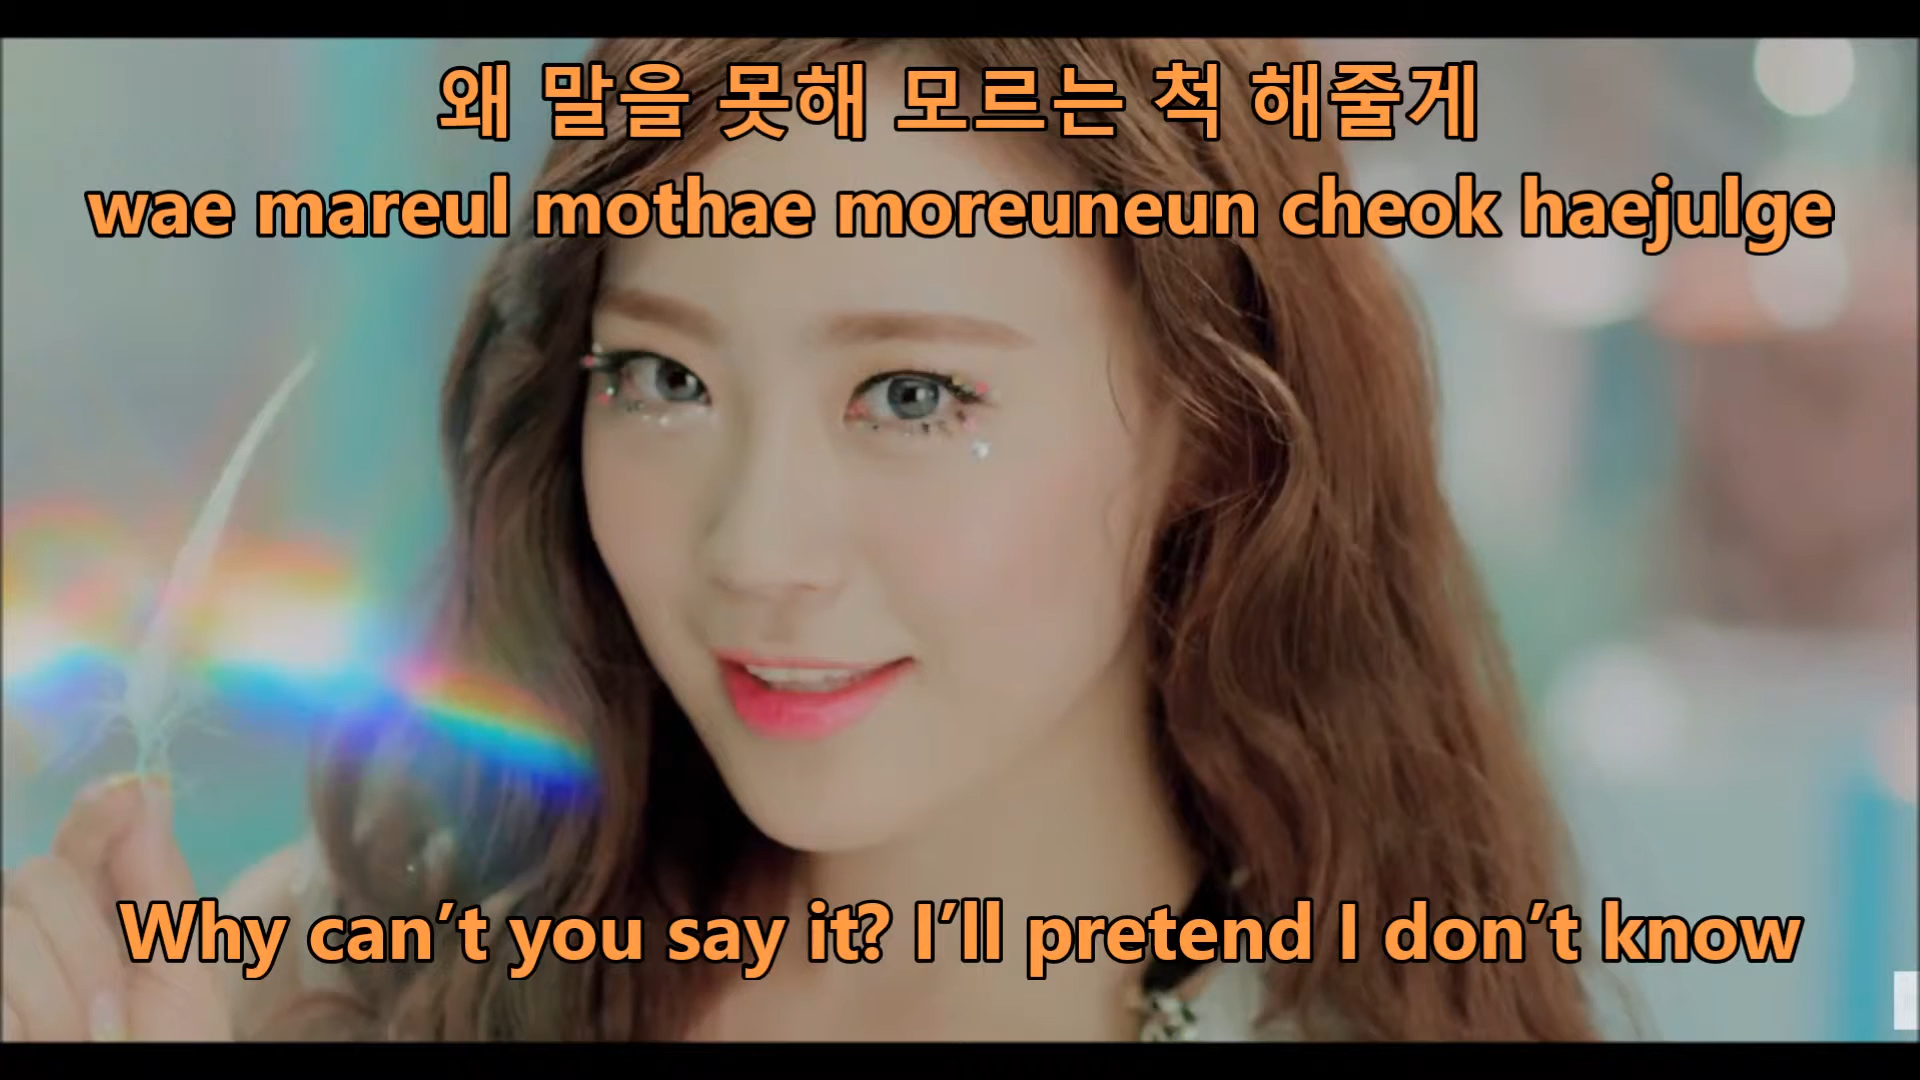 왜 말을 못해 모르는 척 해줄게
wae mareul mothae moreuneun cheok haejulge
Why can’t you say it? I’ll pretend I don’t know